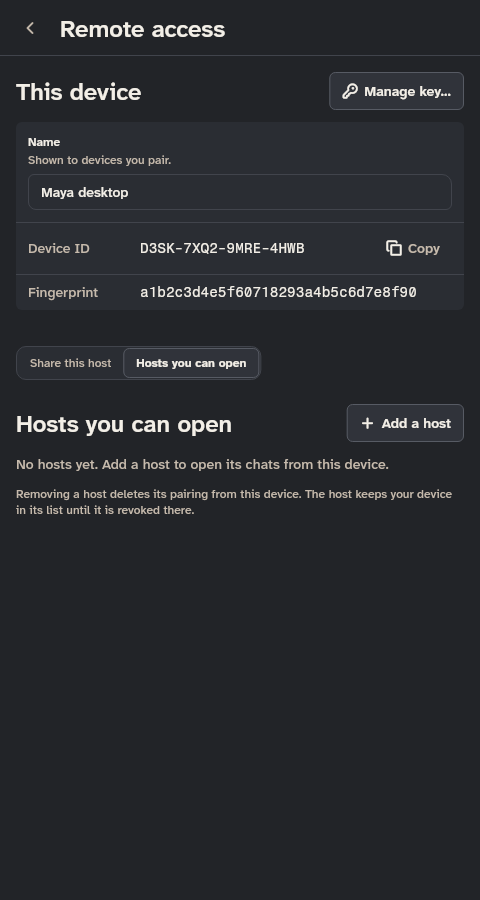 Remote access
This device
Manage key...
Name
Shown to devices you pair.
Maya desktop
Device ID
D3SK-7XQ2-9MRE-4HWB
Copy
Fingerprint
a1b2c3d4e5f60718293a4b5c6d7e8f90
Share this host
Hosts you can open
Hosts you can open
Add a host
No hosts yet. Add a host to open its chats from this device.
Removing a host deletes its pairing from this device. The host keeps your device
in its list until it is revoked there.